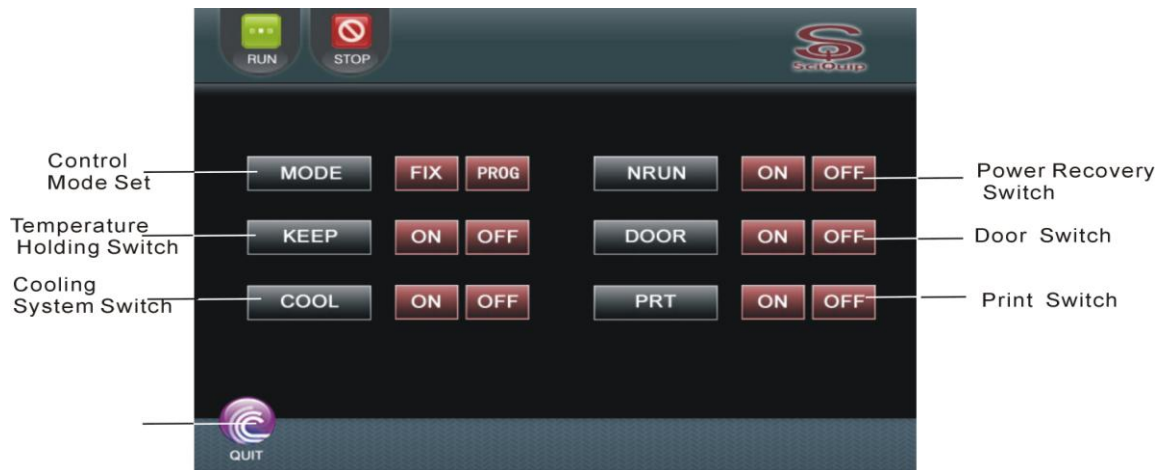 RUN STOP
SciQuip
Control
Mode Set
MODE FIX PROG NRUN ON OFF
Power Recovery
Switch
Temperature
Holding Switch
KEEP ON OFF DOOR ON OFF
Door Switch
Cooling
System Switch
COOL ON OFF PRT ON OFF
Print Switch
QUIT